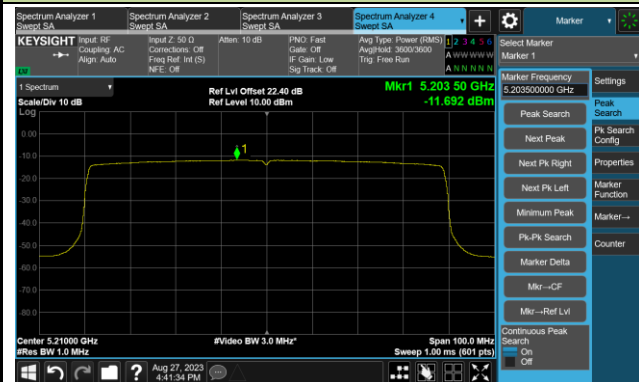 Spectrum Analyzer 1
Swept SA
Spectrum Analyzer 2
Swept SA
Spectrum Analyzer 3
Swept SA
Spectrum Analyzer 4
Swept SA
Marker
KEYSIGHT
Input: RF
Coupling: AC
Align: Auto
Input Z: 50 Ω
Corrections: Off
Freq Ref: Int (S)
NFE: Off
Atten: 10 dB
PNO: Fast
Gate: Off
IF Gain: Low
Sig Track: Off
Avg Type: Power (RMS)
Avg|Hold: 3600/3600
Trig: Free Run
1 2 3 4 5 6
A W W W W W
A N N N N N
LXI
Select Marker
Marker 1
1 Spectrum
Scale/Div 10 dB
Log
Ref Lvl Offset 22.40 dB
Ref Level 10.00 dBm
Mkr1 5.203 50 GHz
-11.692 dBm
0.00
-10.0
-20.0
-30.0
-40.0
-50.0
-60.0
-70.0
-80.0
1
Center 5.21000 GHz
#Res BW 1.0 MHz
#Video BW 3.0 MHz*
Span 100.0 MHz
Sweep 1.00 ms (601 pts)
Marker Frequency
5.203500000 GHz
Peak Search
Next Peak
Next Pk Right
Next Pk Left
Minimum Peak
Pk-Pk Search
Marker Delta
Mkr→CF
Mkr→Ref Lvl
Continuous Peak
Search
On
Off
Settings
Peak
Search
Pk Search
Config
Properties
Marker
Function
Marker→
Counter
Aug 27, 2023
4:41:34 PM